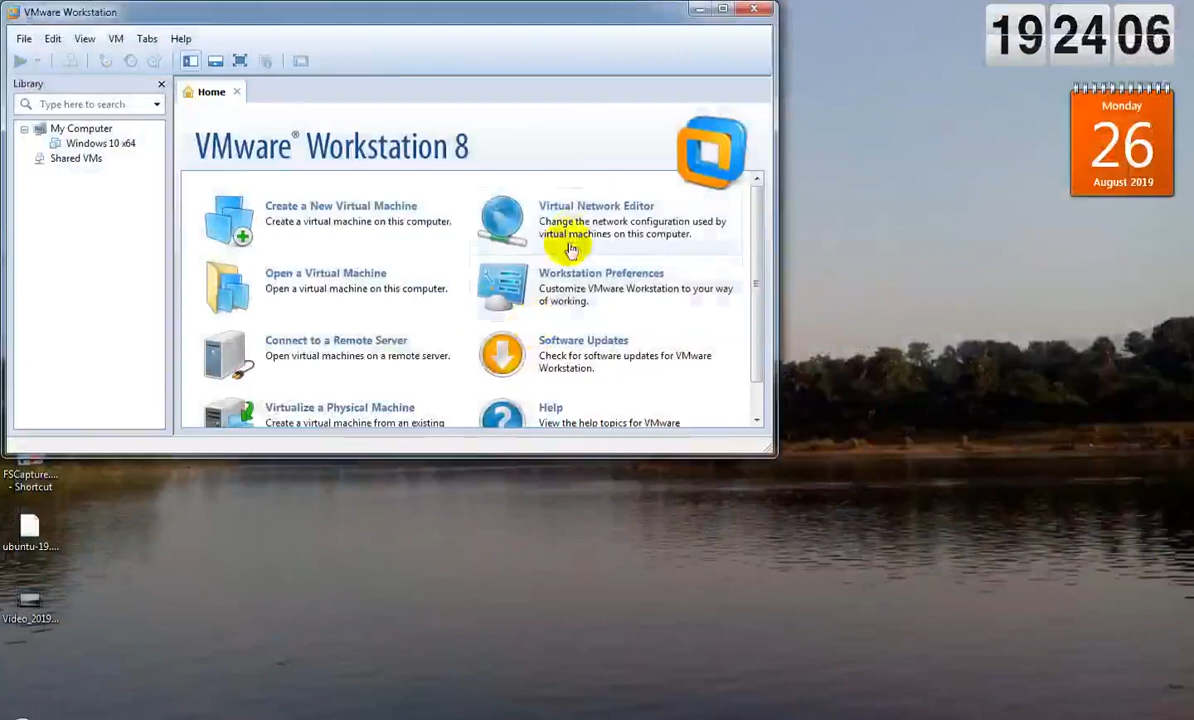 VMware Workstation
File Edit View VM Tabs Help
Library
Type here to search
My Computer
Windows 10 x64
Shared VMs
Home
VMware® Workstation 8
Create a New Virtual Machine
Create a virtual machine on this computer.
Open a Virtual Machine
Open a virtual machine on this computer.
Connect to a Remote Server
Open virtual machines on a remote server.
Virtualize a Physical Machine
Create a virtual machine from an existing
Virtual Network Editor
Change the network configuration used by
virtual machines on this computer.
Workstation Preferences
Customize VMware Workstation to your way
of working.
Software Updates
Check for software updates for VMware
Workstation.
Help
View the help topics for VMware
19 24 06
Monday
26
August 2019
FSCapture....
- Shortcut
ubuntu-19....
Video_2019...